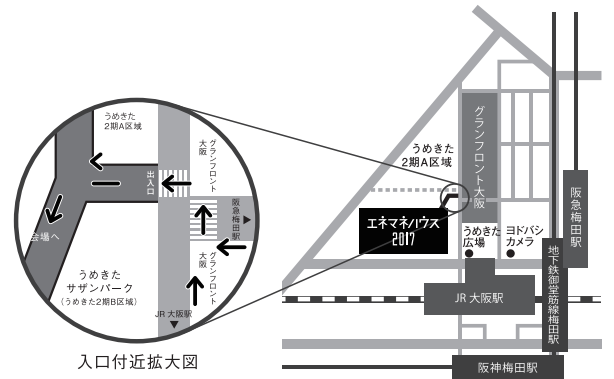 うめきた
2期A区域
グランフロント
大阪
出入口
阪急梅田駅
会場へ
うめきた
サザンパーク
(うめきた2期B区域)
グランフロント
大阪
JR 大阪駅
入口付近拡大図
うめきた
2期A区域
グランフロント大阪
エネマネハウス
2017
うめきた
広場
ヨドバシ
カメラ
阪急梅田駅
地下鉄御堂筋線梅田駅
JR 大阪駅
阪神梅田駅